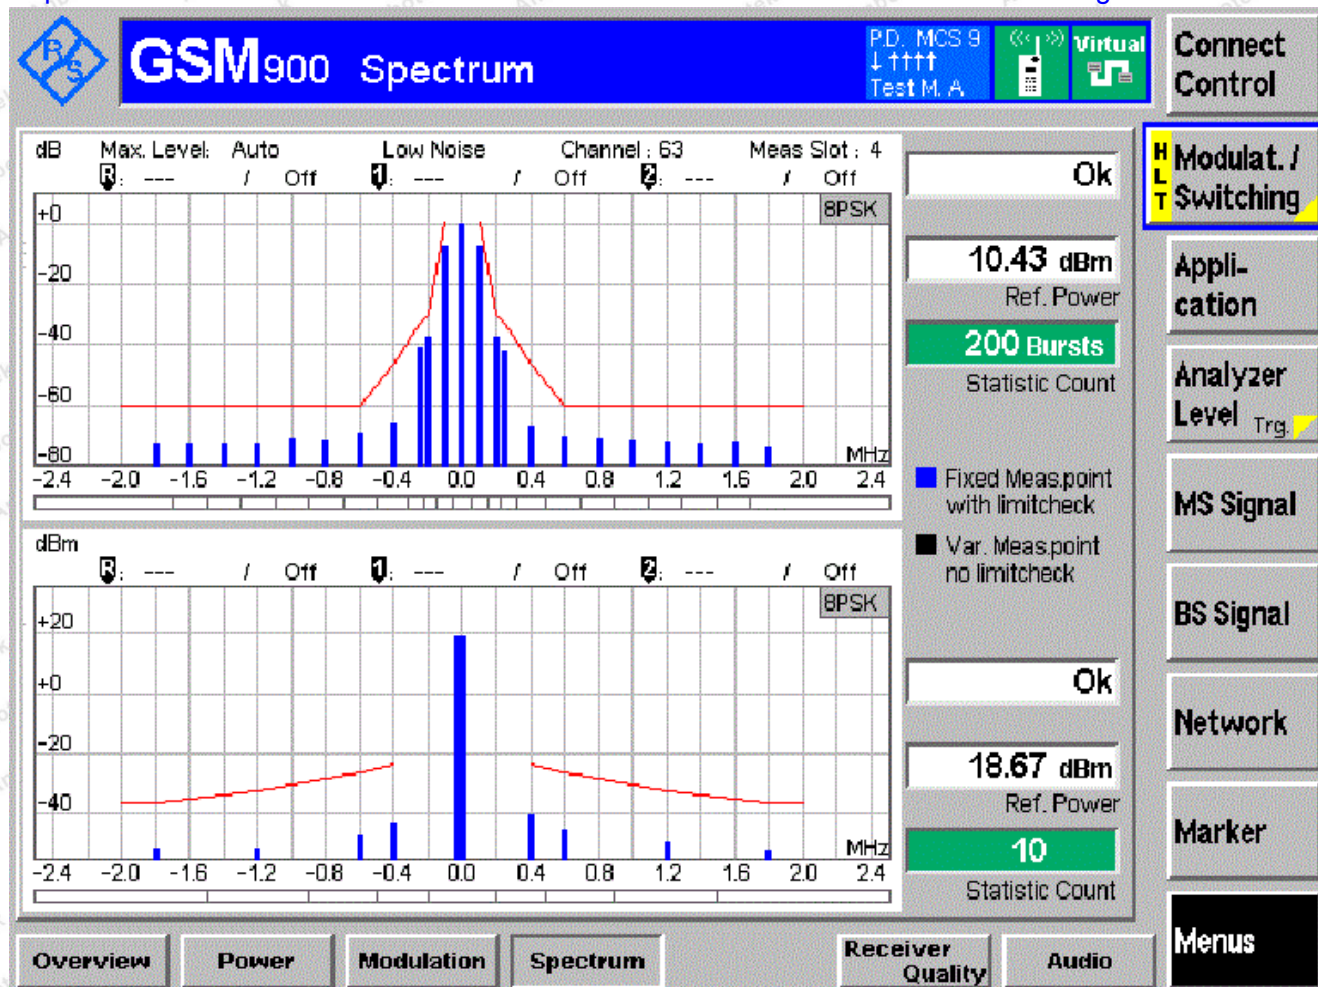 R S
GSM900 Spectrum
P.D. MCS 9
↓ ↑↑↑↑
Test M. A
Virtual
Connect
Control
dB Max. Level: Auto Low Noise Channel : 63 Meas Slot : 4
R: --- / Off 1: --- / Off 2: --- / Off
8PSK
+0
-20
-40
-60
-80
MHz
-2.4 -2.0 -1.6 -1.2 -0.8 -0.4 0.0 0.4 0.8 1.2 1.6 2.0 2.4
Ok
10.43 dBm
Ref. Power
200 Bursts
Statistic Count
Fixed Meas.point
with limitcheck
Var. Meas.point
no limitcheck
dBm
R: --- / Off 1: --- / Off 2: --- / Off
8PSK
+20
+0
-20
-40
MHz
-2.4 -2.0 -1.6 -1.2 -0.8 -0.4 0.0 0.4 0.8 1.2 1.6 2.0 2.4
Ok
18.67 dBm
Ref. Power
10
Statistic Count
HLT
Modulat. /
Switching
Appli-
cation
Analyzer
Level Trg.
MS Signal
BS Signal
Network
Marker
Menus
Overview
Power
Modulation
Spectrum
Receiver
Quality
Audio